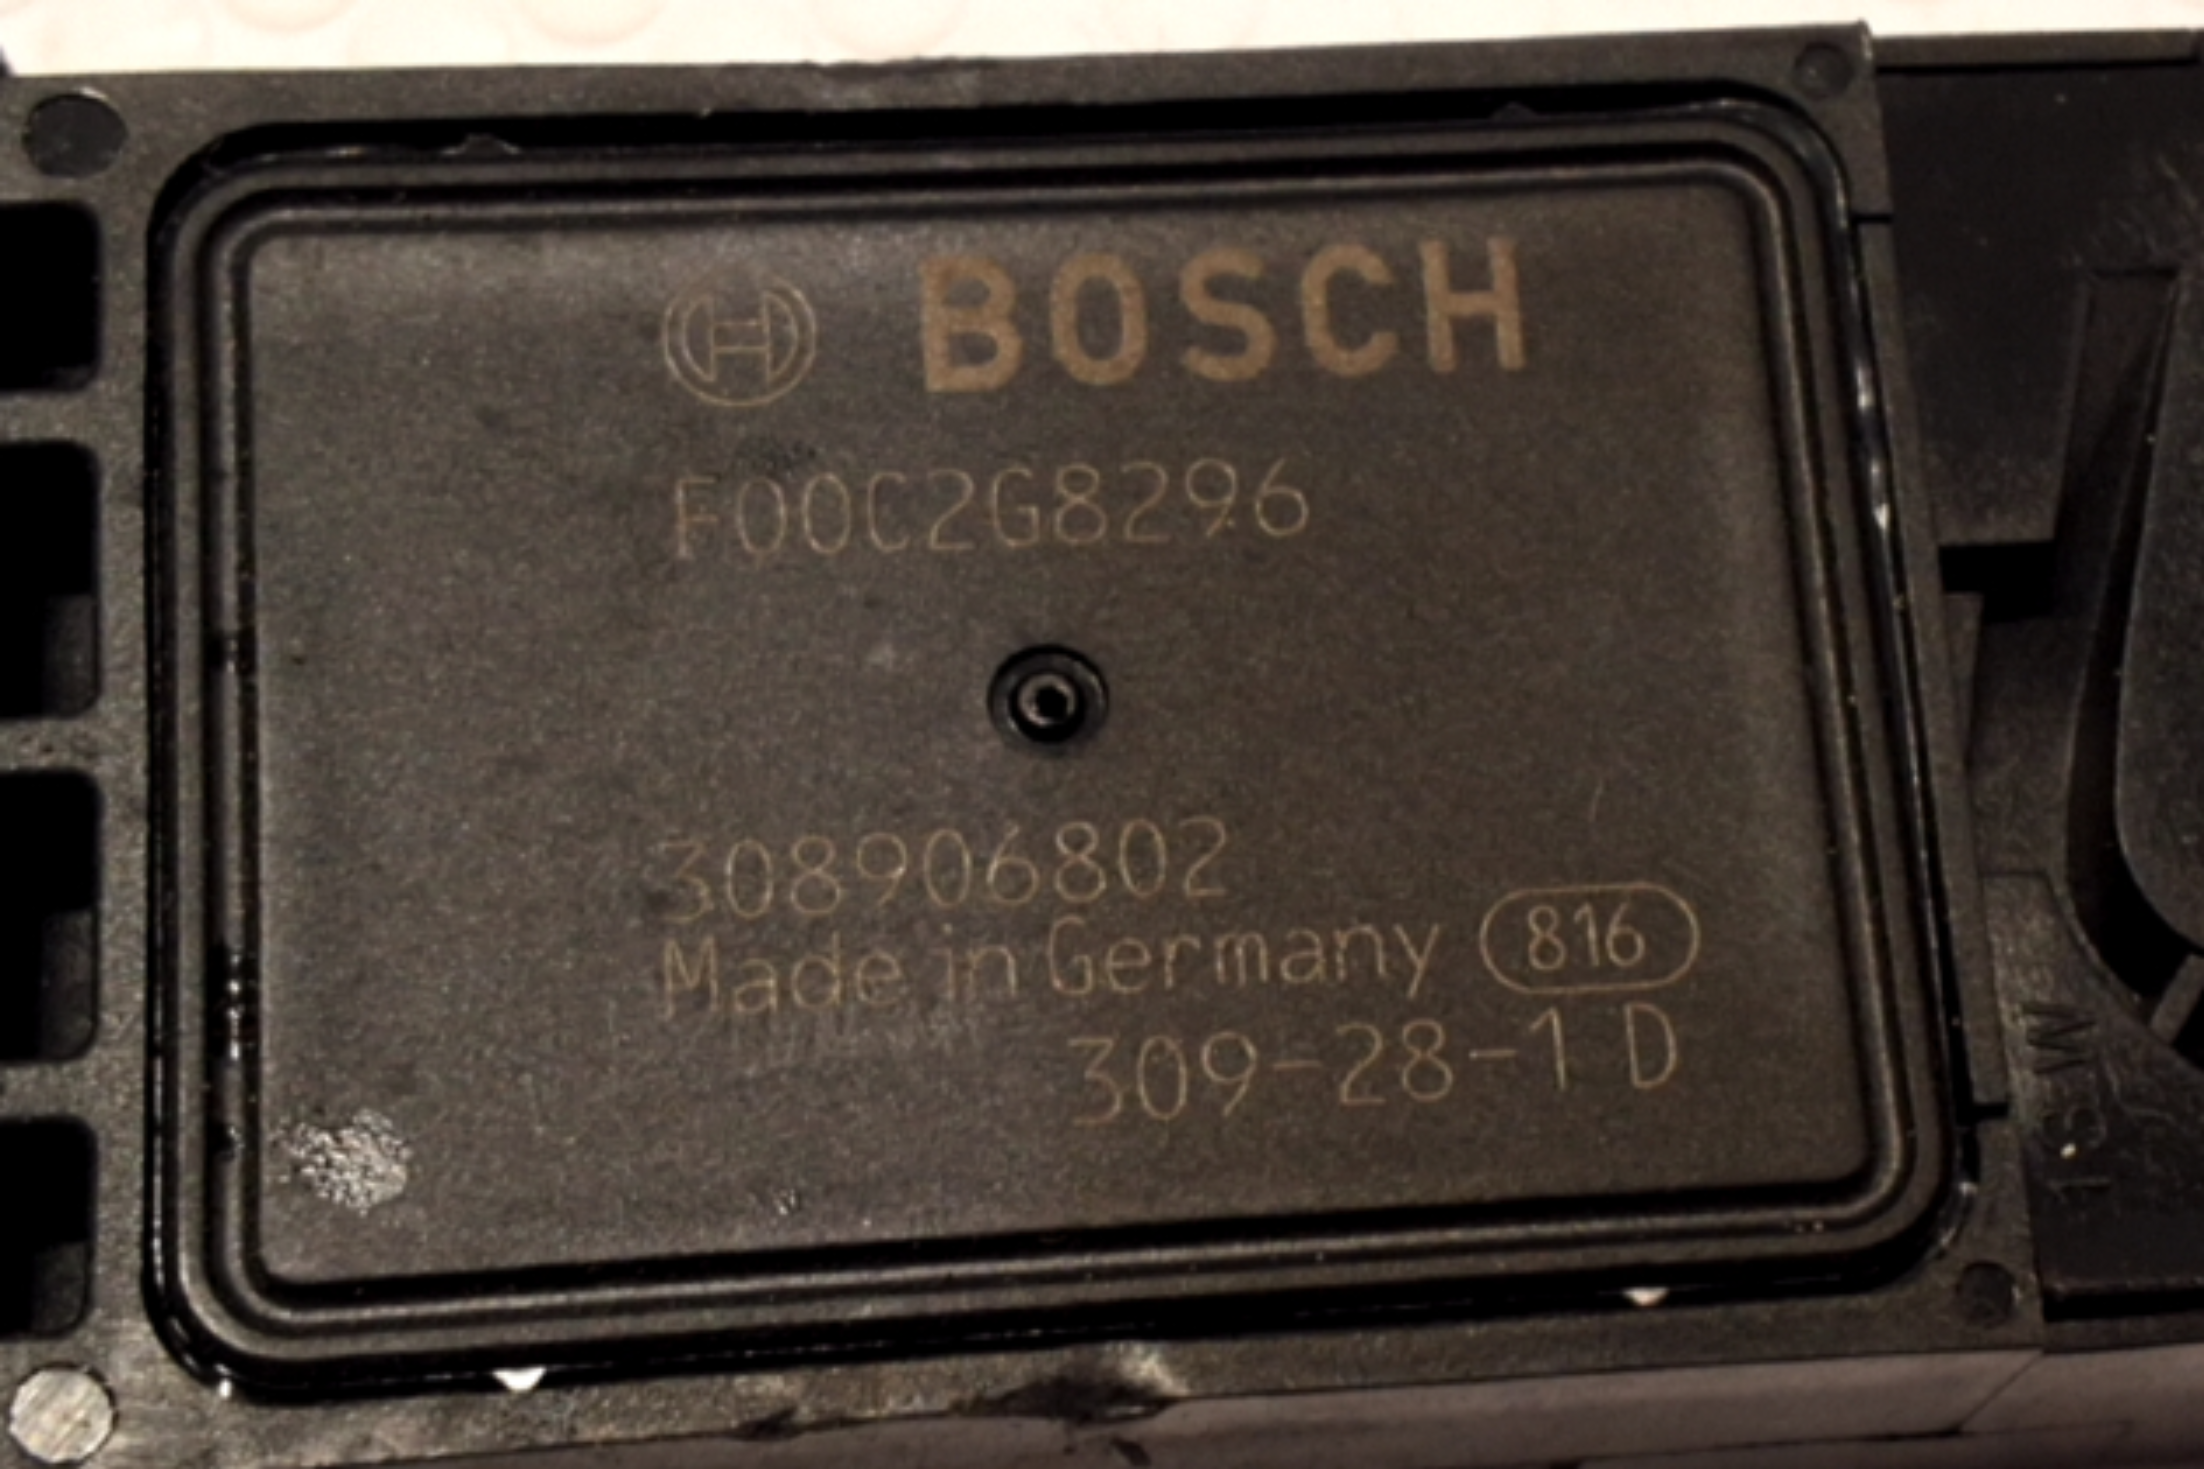 BOSCH
F00C2G8296
308906802
Made in Germany 816
309-28-1 D